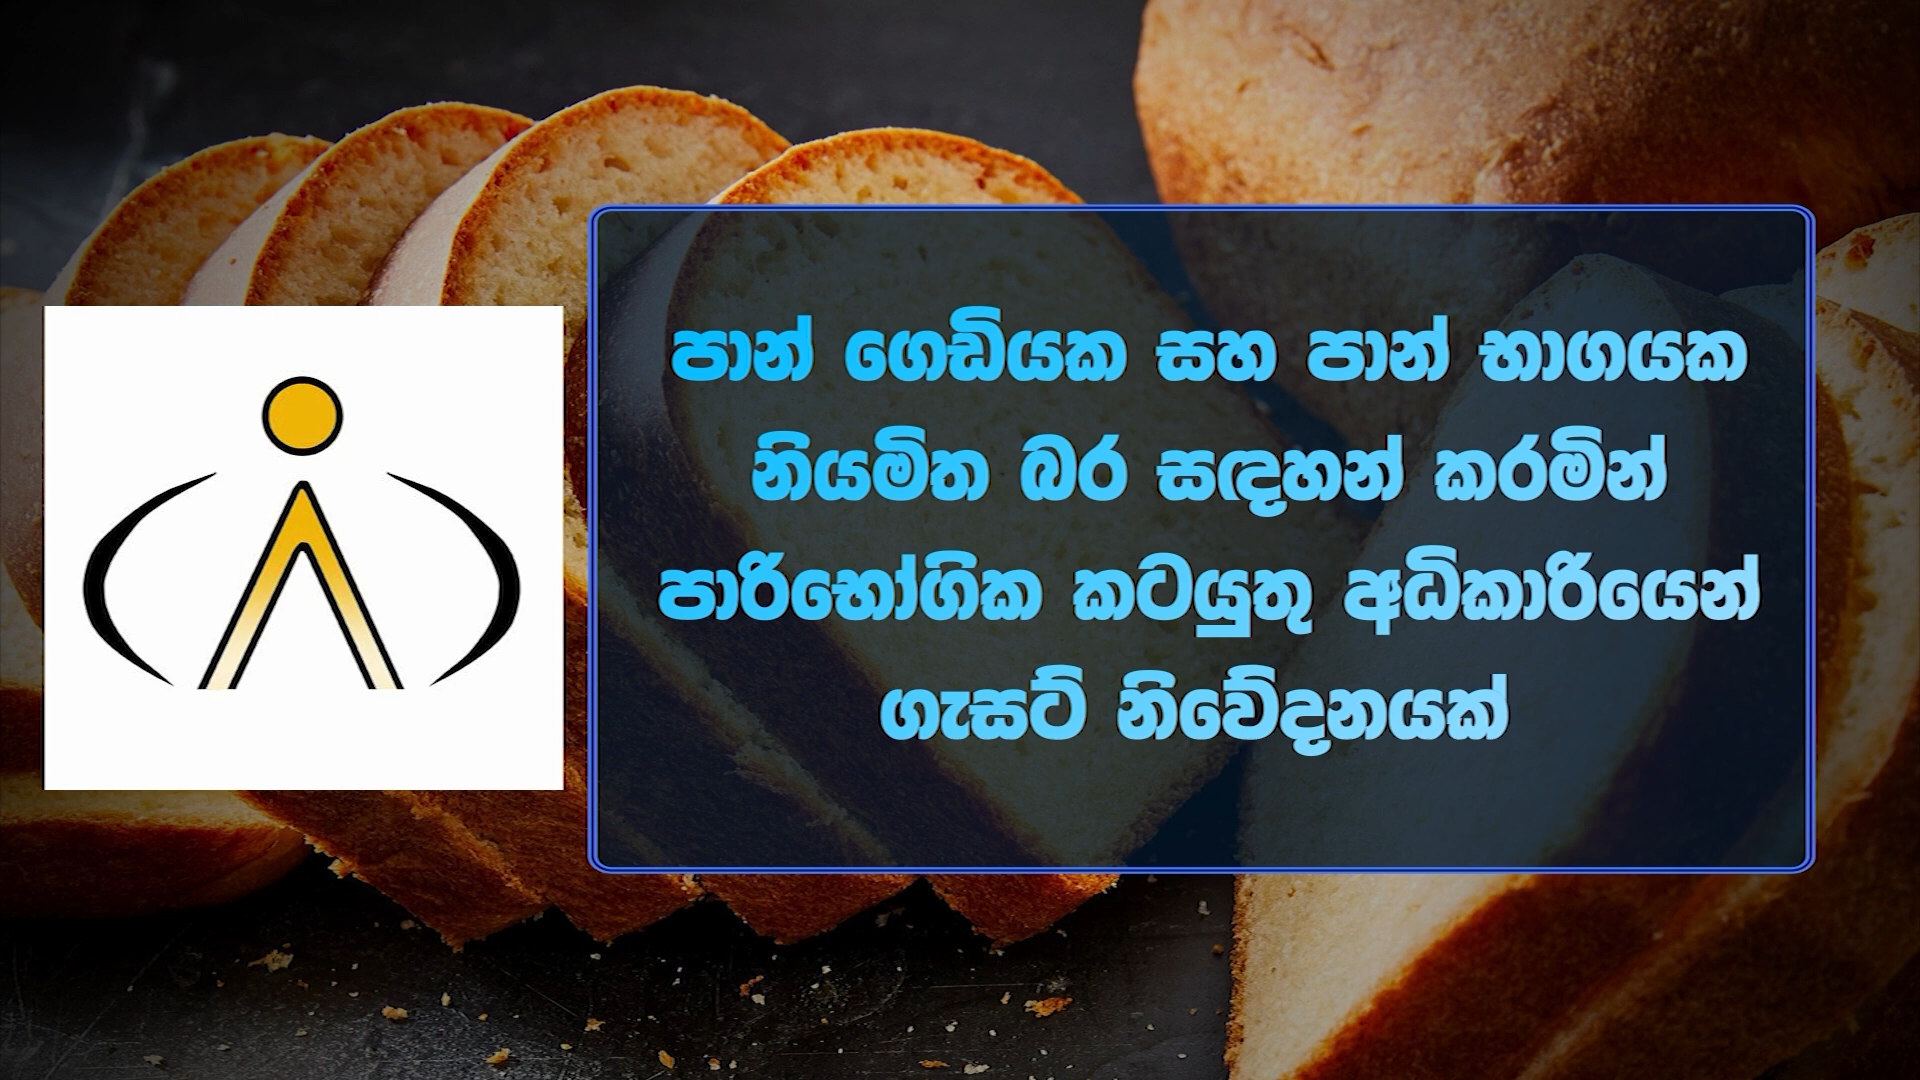 පාන් ගෙඩියක සහ පාන් භාගයක
නියමිත බර සඳහන් කරමින්
පාරිභෝගික කටයුතු අධිකාරියෙන්
ගැසට් නිවේදනයක්